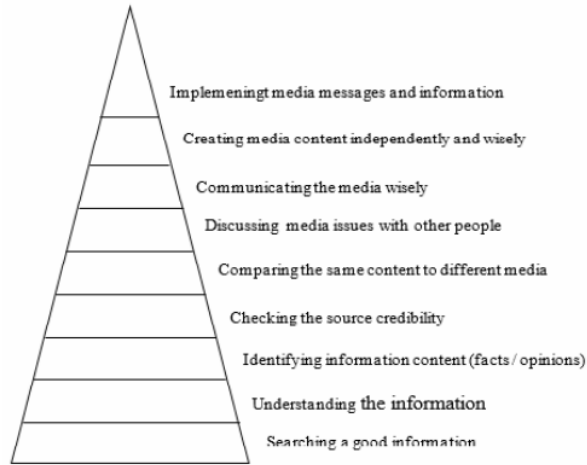 Implemeningt media messages and information
Creating media content independently and wisely
Communicating the media wisely
Discussing media issues with other people
Comparing the same content to different media
Checking the source credibility
Identifying information content (facts / opinions)
Understanding the information
Searching a good information